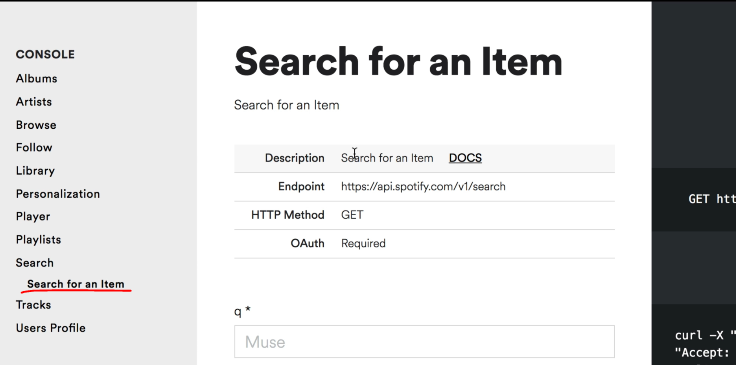 CONSOLE
Albums
Artists
Browse
Follow
Library
Personalization
Player
Playlists
Search
Search for an Item
Tracks
Users Profile
Search for an Item
Search for an Item
Description Search for an Item DOCS
Endpoint https://api.spotify.com/v1/search
HTTP Method GET
OAuth Required
q *
Muse
GET htt
curl -X "
"Accept: